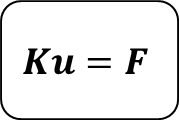 Ku = F